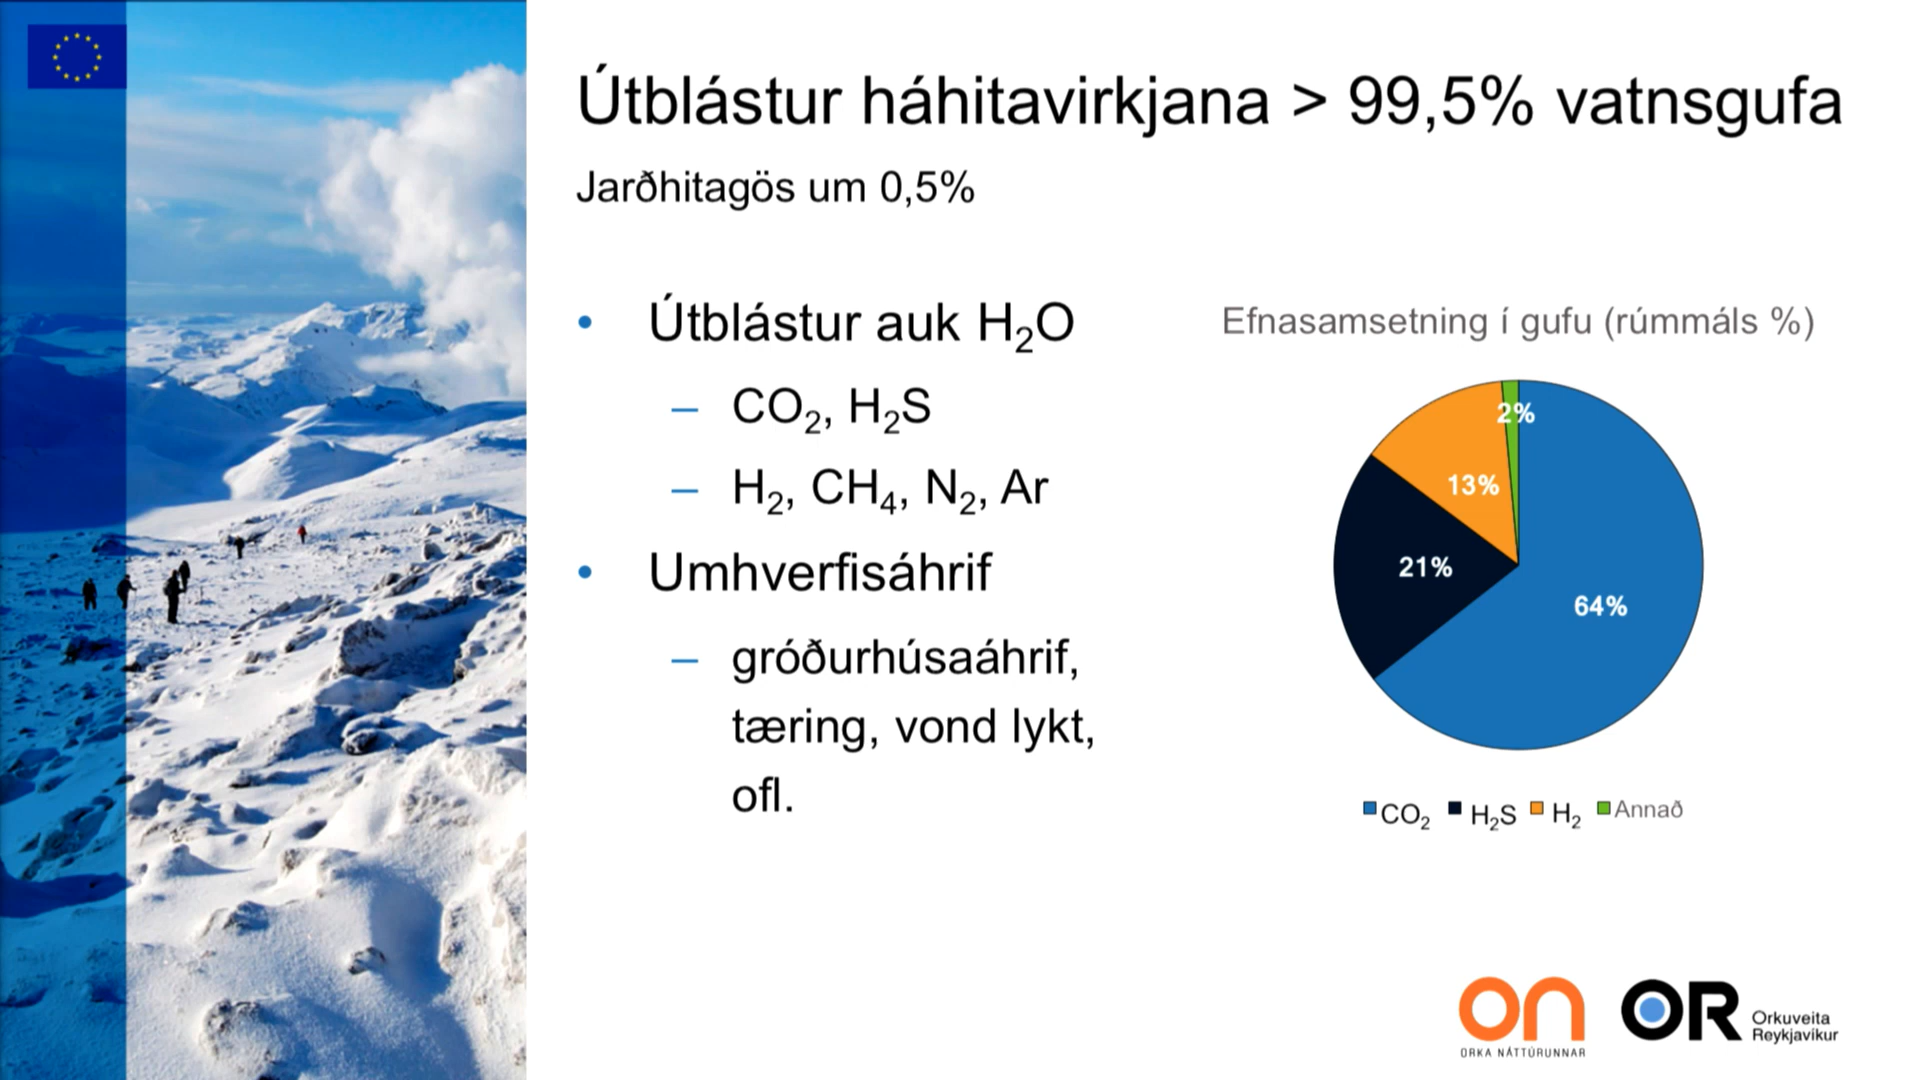 Útblástur háhitavirkjana > 99,5% vatnsgufa
Jarðhitagös um 0,5%
• Útblástur auk H₂O
– CO₂, H₂S
– H₂, CH₄, N₂, Ar
• Umhverfisáhrif
– gróðurhúsaáhrif,
tæring, vond lykt,
ofl.
Efnasamsetning í gufu (rúmmáls %)
2%
13%
21%
64%
CO₂ H₂S H₂ Annað
on
ORKA NÁTTÚRUNNAR
OR
Orkuveita
Reykjavíkur